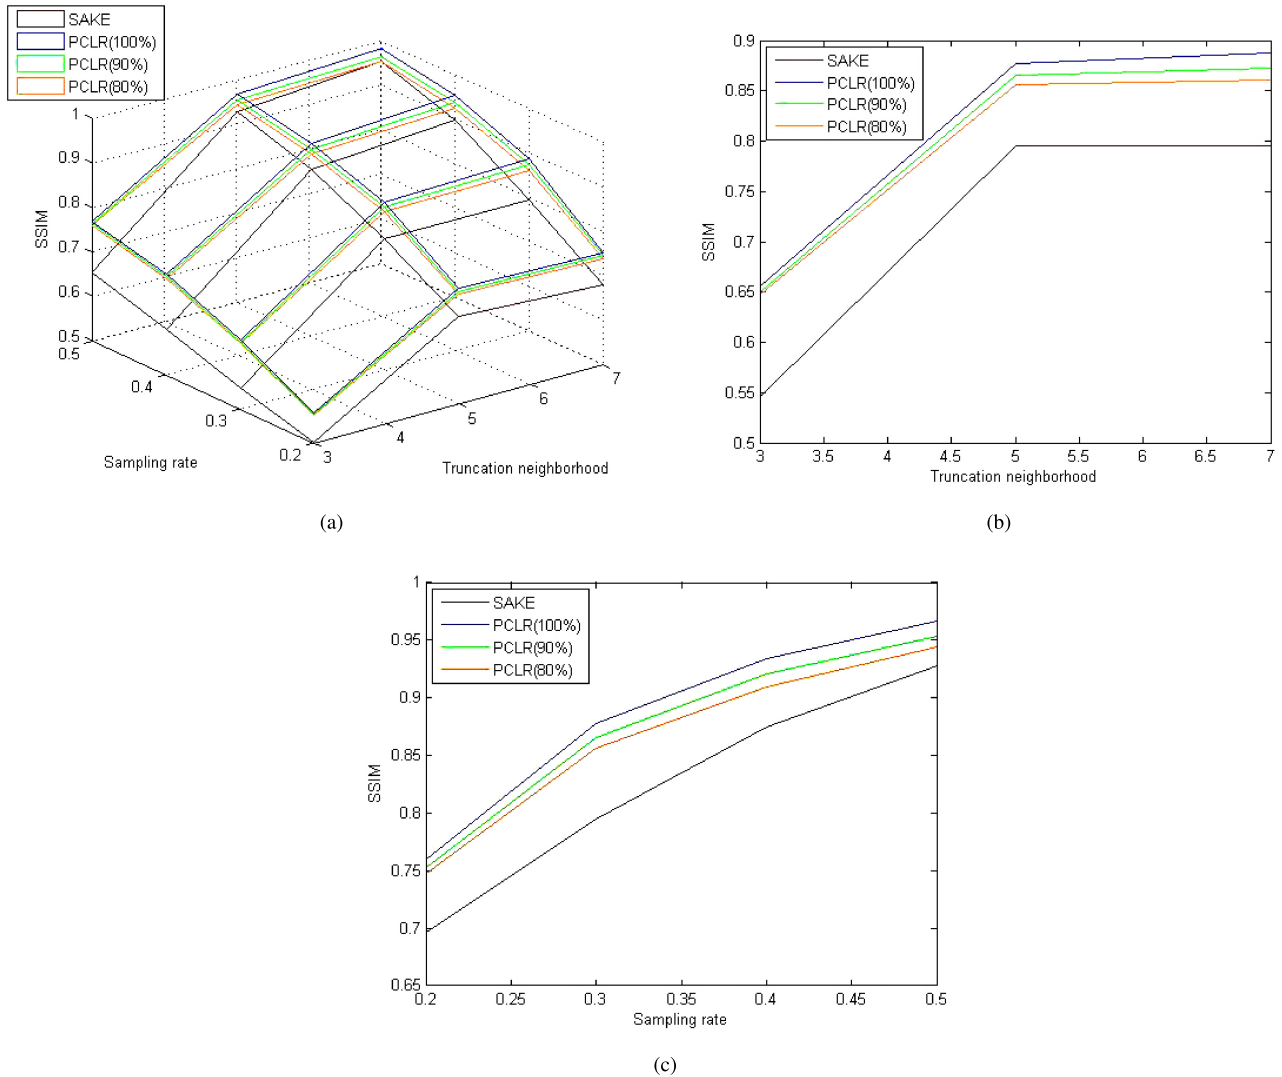 SAKE
PCLR(100%)
PCLR(90%)
PCLR(80%)
1
0.9
0.8
0.7
0.6
0.5
SSIM
0.5
0.4
0.3
0.2
Sampling rate
3
4
5
6
7
Truncation neighborhood
(a)
SAKE
PCLR(100%)
PCLR(90%)
PCLR(80%)
0.9
0.85
0.8
0.75
0.7
0.65
0.6
0.55
0.5
SSIM
3 3.5 4 4.5 5 5.5 6 6.5 7
Truncation neighborhood
(b)
SAKE
PCLR(100%)
PCLR(90%)
PCLR(80%)
1
0.95
0.9
0.85
0.8
0.75
0.7
0.65
SSIM
0.2 0.25 0.3 0.35 0.4 0.45 0.5
Sampling rate
(c)